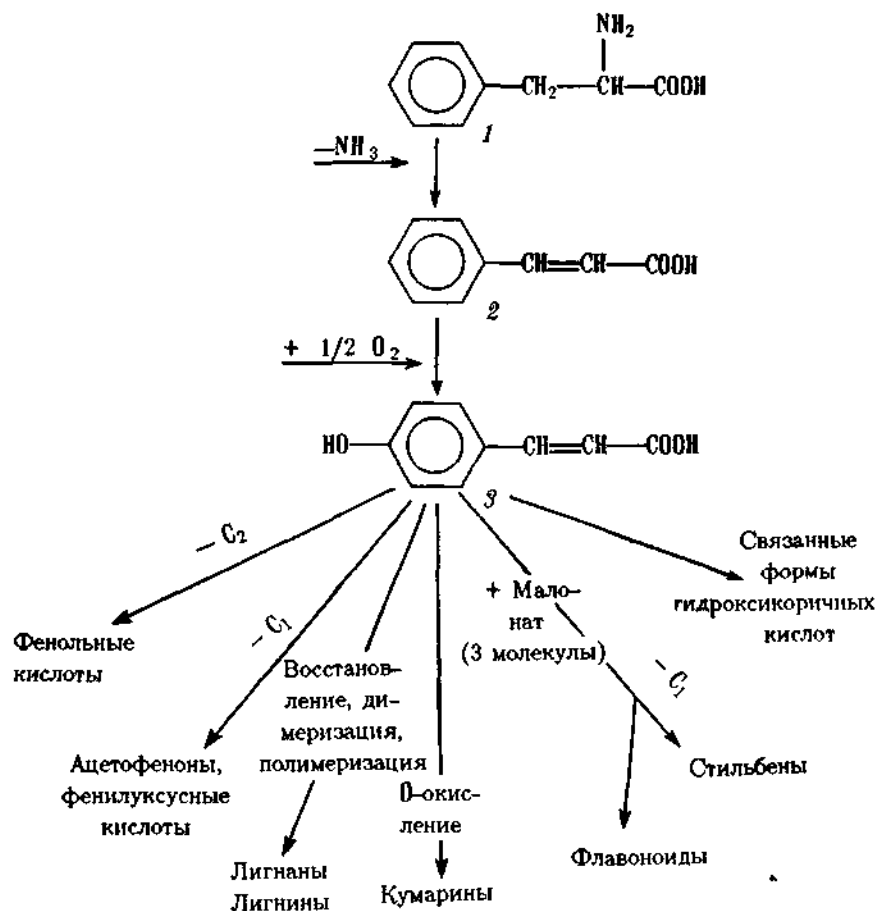 NH₂
CH₂—CH—COOH
1
—NH₃
CH=CH—COOH
2
+ 1/2 O₂
HO
CH=CH—COOH
3
— C₂
— C₁
+ Мало-
нат
(3 молекулы)
— C₁
Связанные
формы
гидроксикоричных
кислот
Фенольные
кислоты
Восстанов-
ление, ди-
меризация,
полимеризация
Ацетофеноны,
фенилуксусные
кислоты
О-окис-
ление
Стильбены
Флавоноиды
Лигнаны
Лигнины
Кумарины